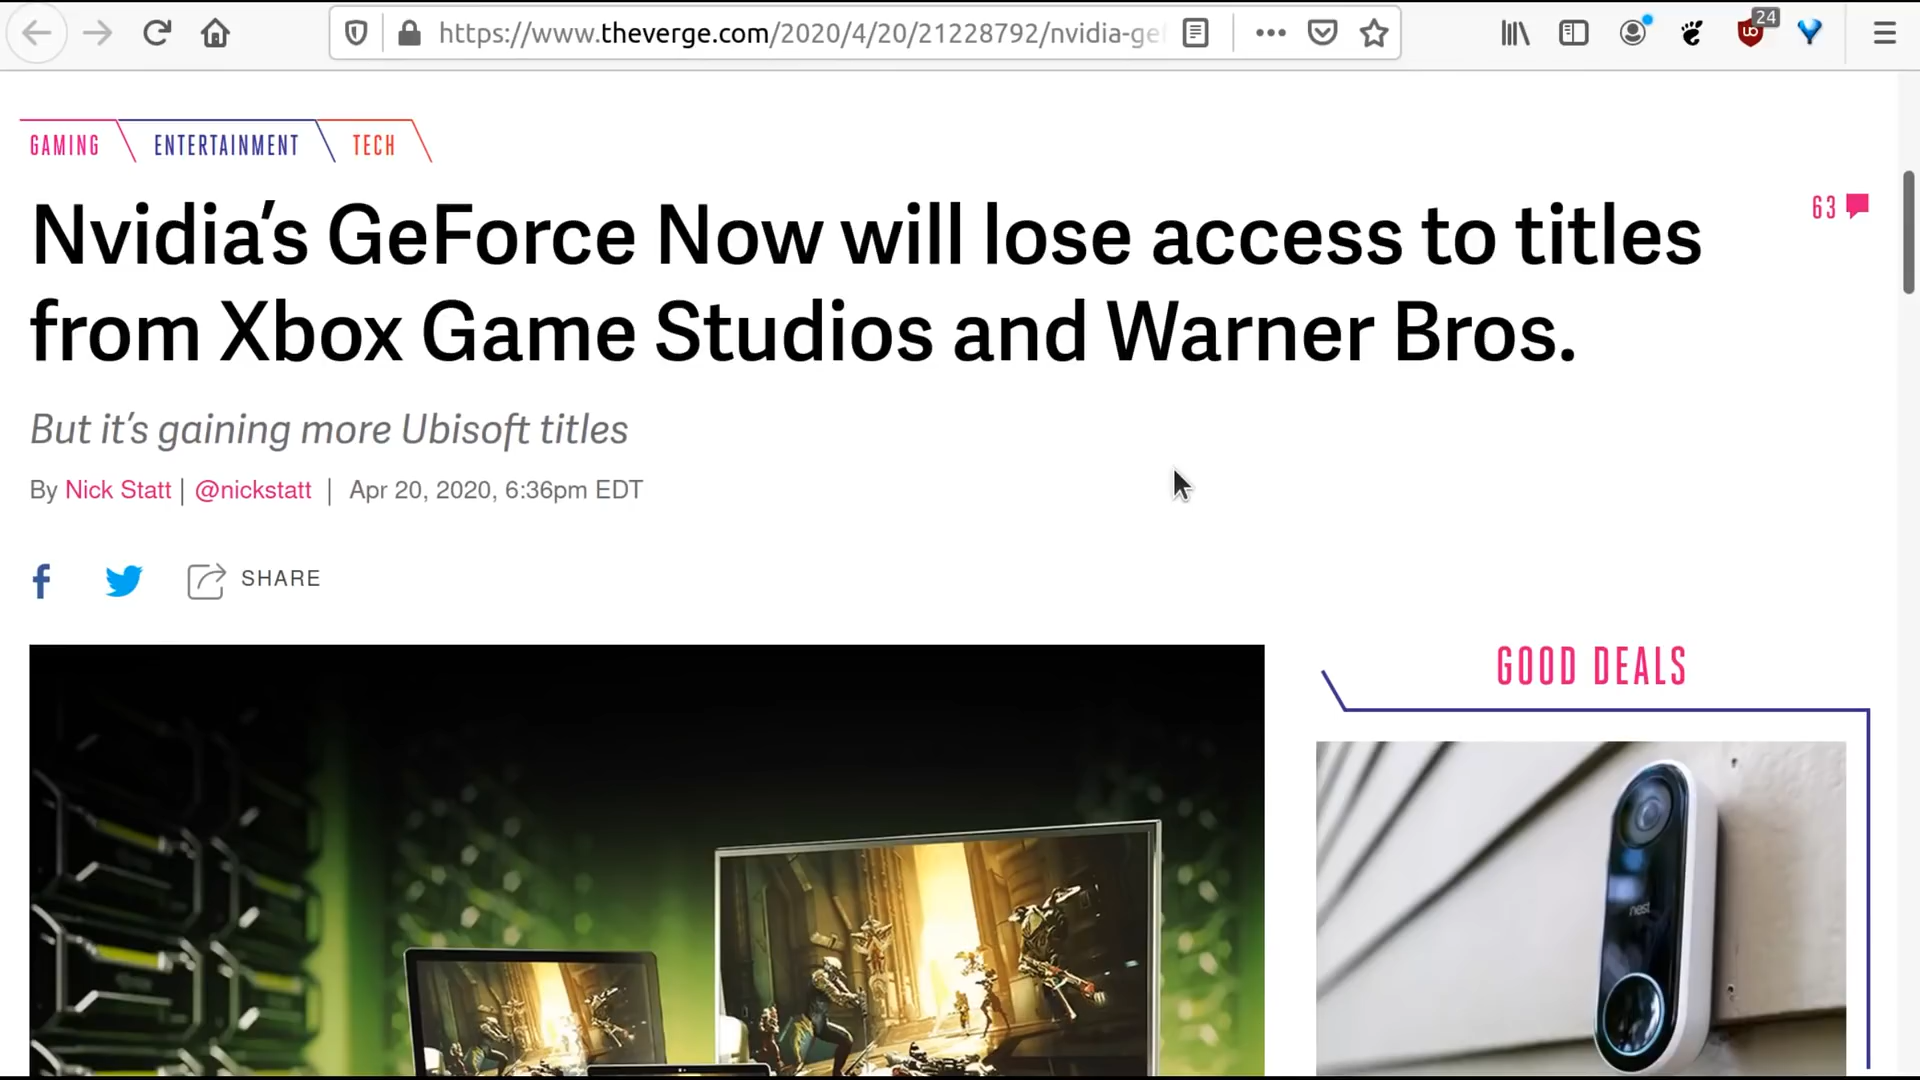 https://www.theverge.com/2020/4/20/21228792/nvidia-gef
24
GAMING ENTERTAINMENT TECH
Nvidia’s GeForce Now will lose access to titles
from Xbox Game Studios and Warner Bros.
63
But it’s gaining more Ubisoft titles
By Nick Statt | @nickstatt | Apr 20, 2020, 6:36pm EDT
SHARE
GOOD DEALS
nest